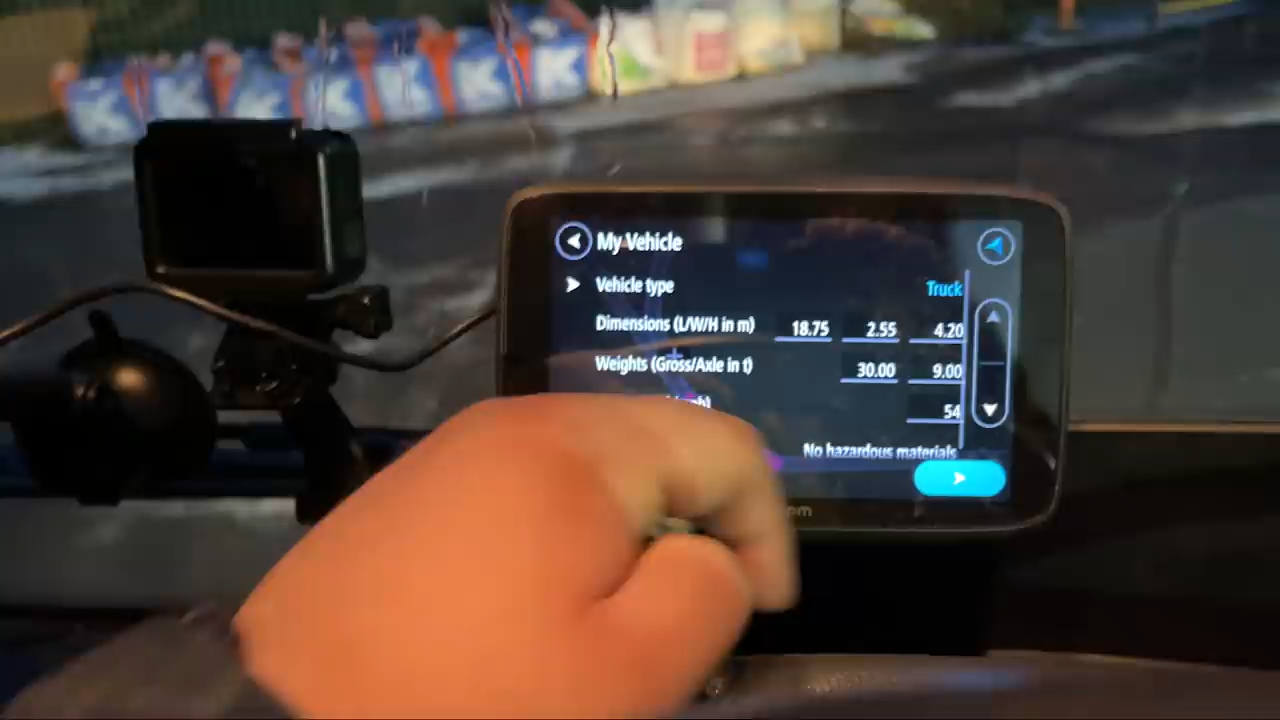 K K K K K K
My Vehicle
Vehicle type Truck
Dimensions (L/W/H in m) 18.75 2.55 4.20
Weights (Gross/Axle in t) 30.00 9.00
54
No hazardous materials